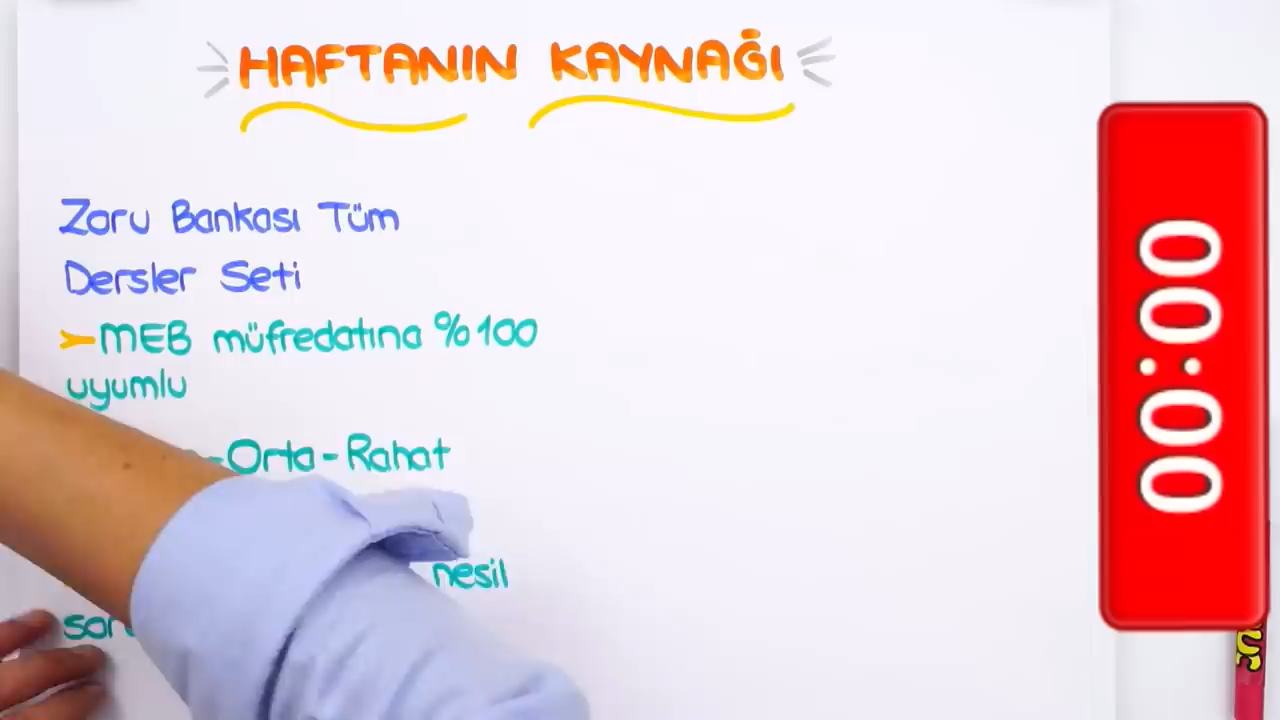 HAFTANIN KAYNAĞI
Zoru Bankası Tüm
Dersler Seti
MEB müfredatına %100
uyumlu
-Orta-Rahat
nesil
00:00